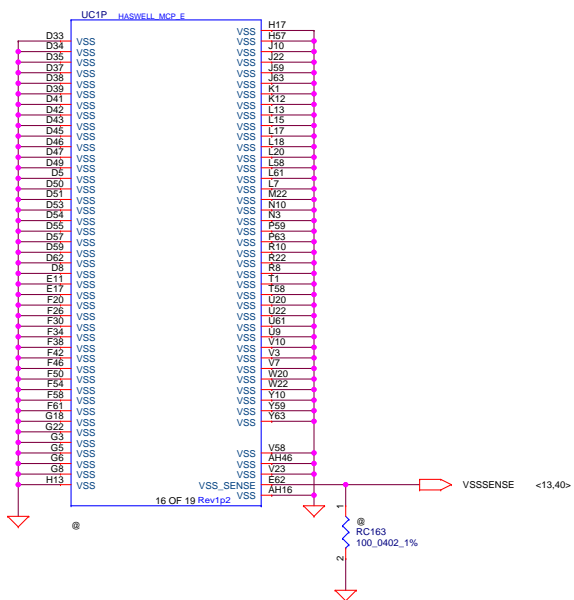 UC1P HASWELL_MCP_E
VSS H17
D33 VSS VSS H57
D34 VSS VSS J10
D35 VSS VSS J22
D37 VSS VSS J59
D38 VSS VSS J63
D39 VSS VSS K1
D41 VSS VSS K12
D42 VSS VSS L13
D43 VSS VSS L15
D45 VSS VSS L17
D46 VSS VSS L18
D47 VSS VSS L20
D49 VSS VSS L58
D5 VSS VSS L61
D50 VSS VSS L7
D51 VSS VSS M22
D53 VSS VSS N10
D54 VSS VSS N3
D55 VSS VSS P59
D57 VSS VSS P63
D59 VSS VSS R10
D62 VSS VSS R22
D8 VSS VSS R8
E11 VSS VSS T1
E17 VSS VSS T58
F20 VSS VSS U20
F26 VSS VSS U22
F30 VSS VSS U61
F34 VSS VSS U9
F38 VSS VSS V10
F42 VSS VSS V3
F46 VSS VSS V7
F50 VSS VSS W20
F54 VSS VSS W22
F58 VSS VSS Y10
F61 VSS VSS Y59
G18 VSS VSS Y63
G22 VSS
G3 VSS
G5 VSS VSS V58
G6 VSS VSS AH46
G8 VSS VSS V23
H13 VSS VSS_SENSE E62
VSS AH16
VSSSENSE <13,40>
16 OF 19 Rev1p2
@
1
@
RC163
100_0402_1%
2